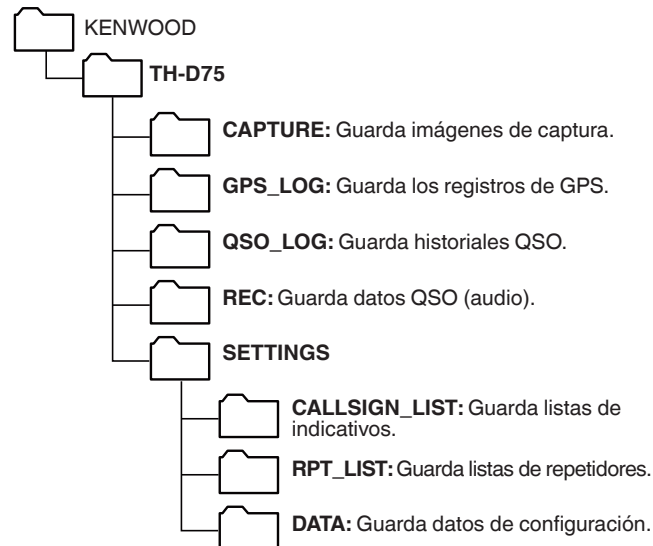 KENWOOD
TH-D75
CAPTURE: Guarda imágenes de captura.
GPS_LOG: Guarda los registros de GPS.
QSO_LOG: Guarda historiales QSO.
REC: Guarda datos QSO (audio).
SETTINGS
CALLSIGN_LIST: Guarda listas de
indicativos.
RPT_LIST: Guarda listas de repetidores.
DATA: Guarda datos de configuración.